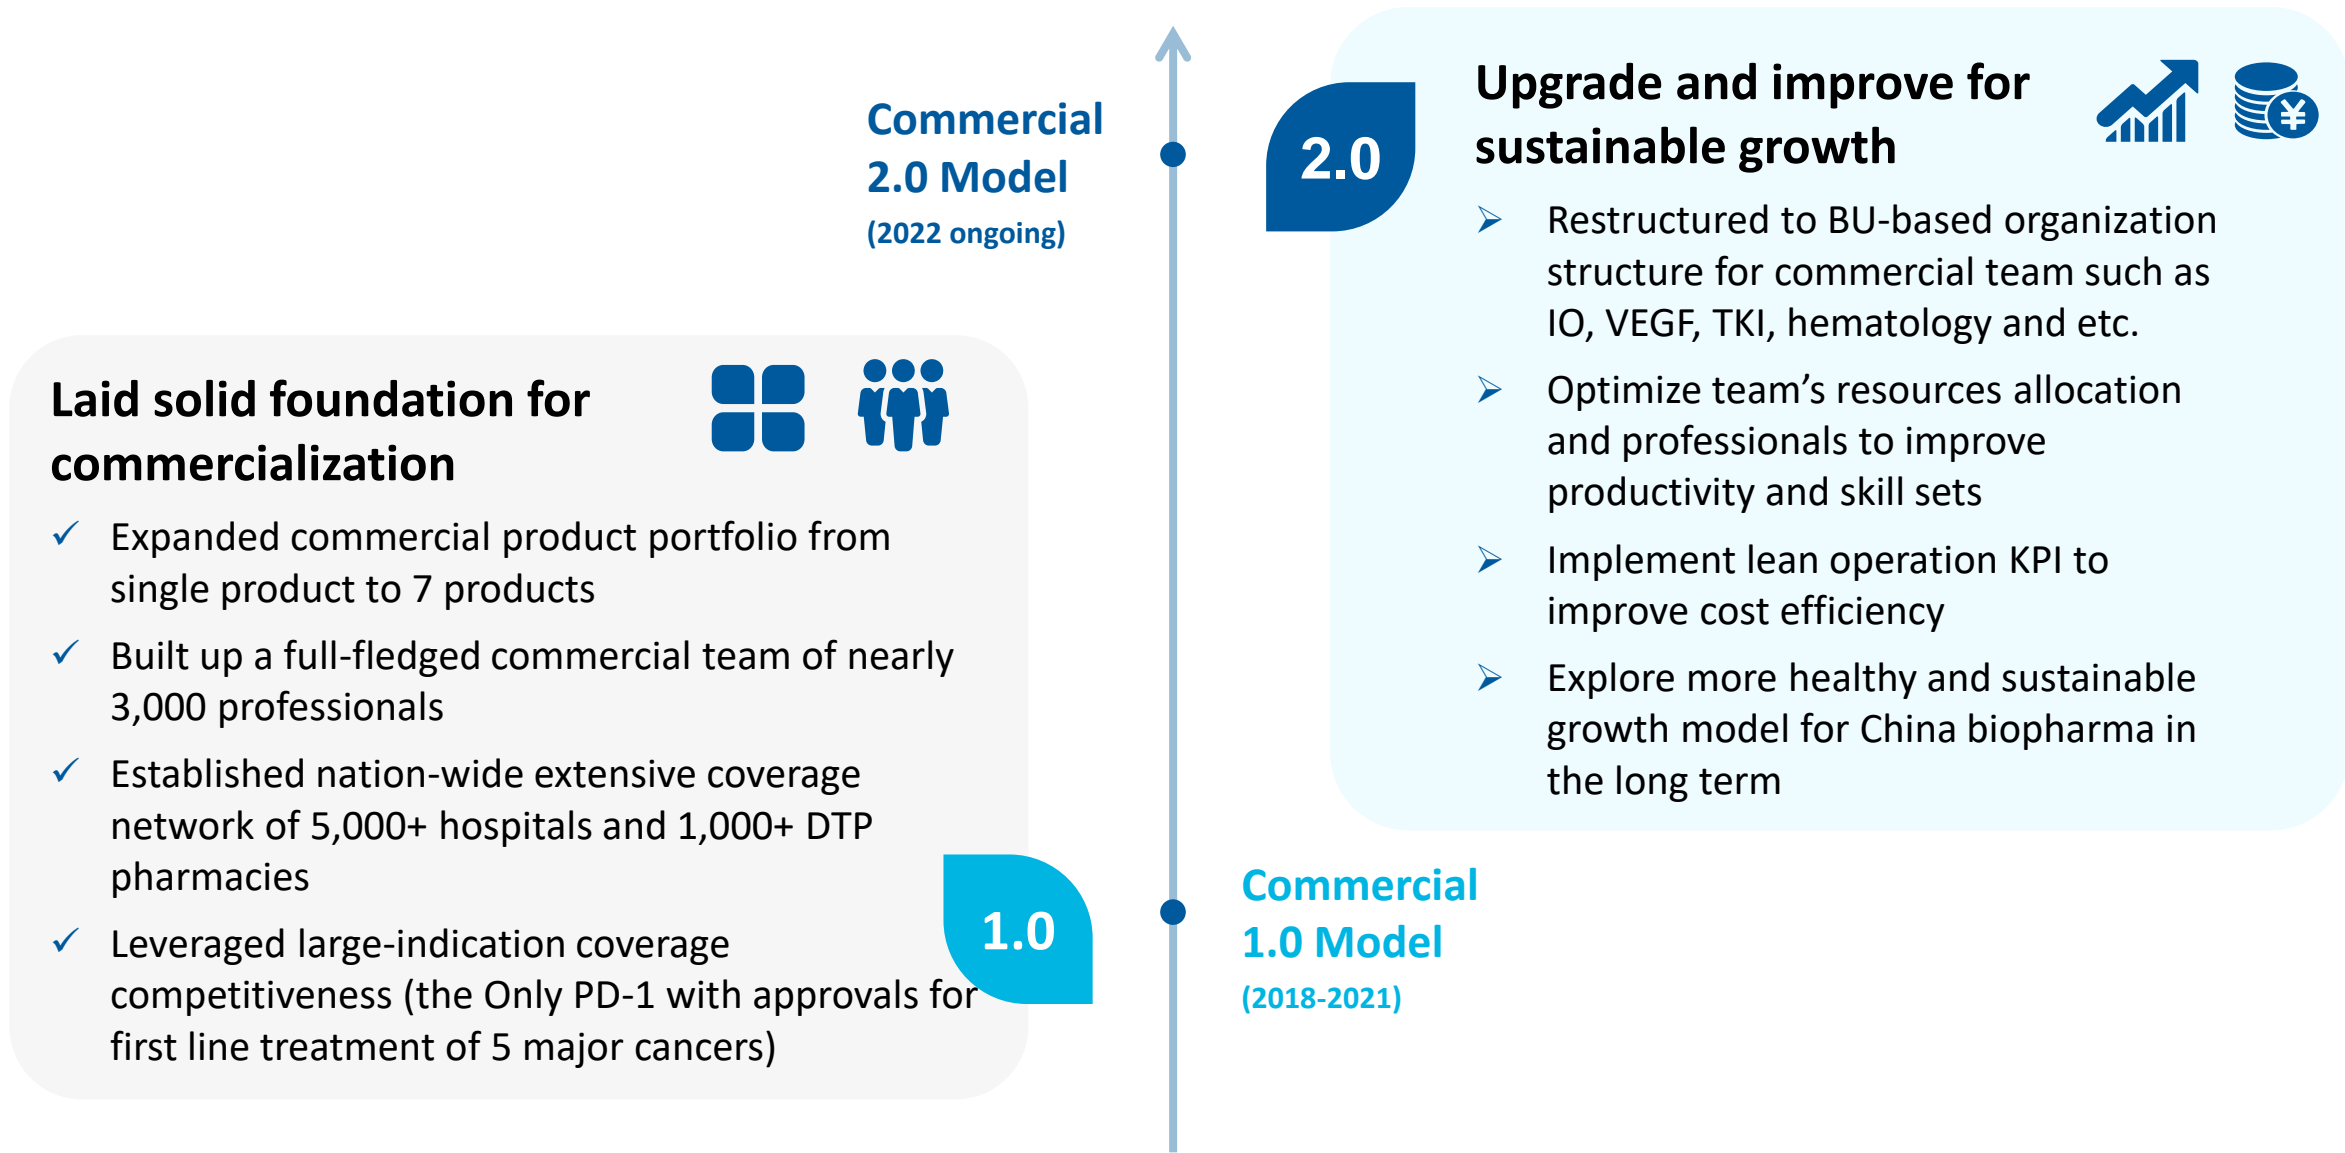 Commercial
2.0 Model
(2022 ongoing)
2.0
Upgrade and improve for
sustainable growth
¥
➢ Restructured to BU-based organization
structure for commercial team such as
IO, VEGF, TKI, hematology and etc.
➢ Optimize team’s resources allocation
and professionals to improve
productivity and skill sets
➢ Implement lean operation KPI to
improve cost efficiency
➢ Explore more healthy and sustainable
growth model for China biopharma in
the long term
Laid solid foundation for
commercialization
✓ Expanded commercial product portfolio from
single product to 7 products
✓ Built up a full-fledged commercial team of nearly
3,000 professionals
✓ Established nation-wide extensive coverage
network of 5,000+ hospitals and 1,000+ DTP
pharmacies
✓ Leveraged large-indication coverage
competitiveness (the Only PD-1 with approvals for
first line treatment of 5 major cancers)
1.0
Commercial
1.0 Model
(2018-2021)